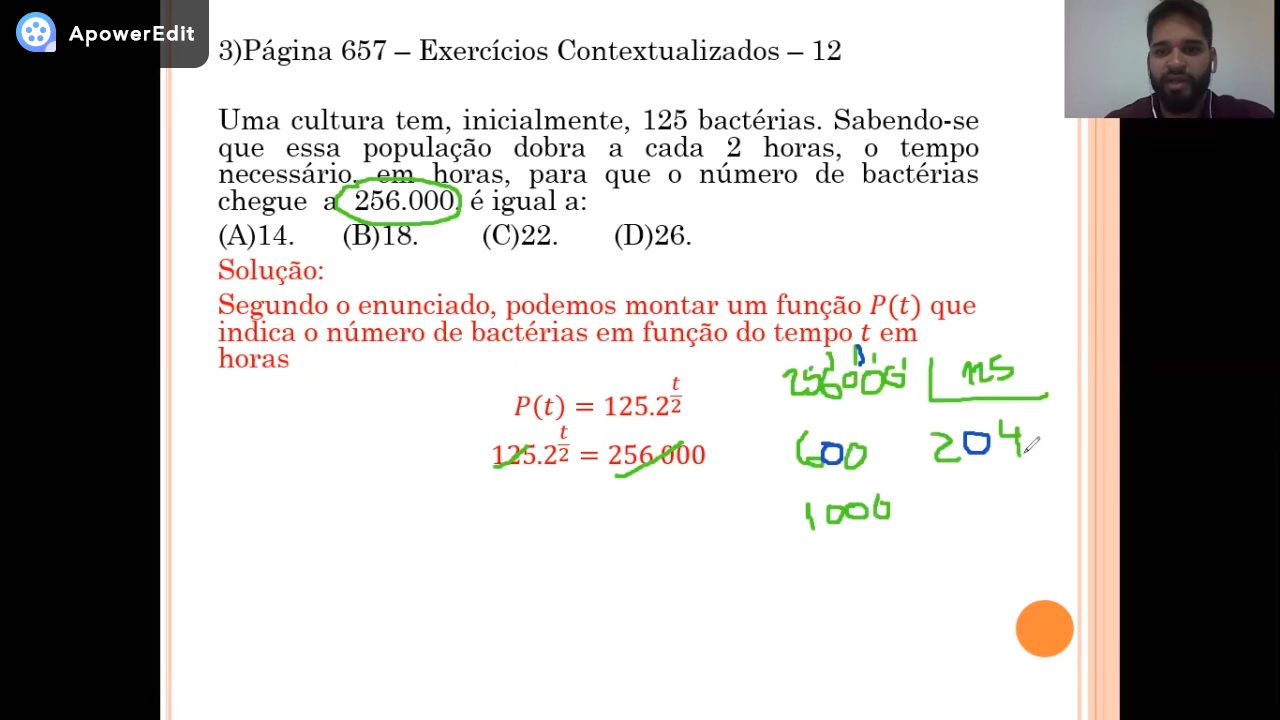 ApowerEdit
3)Página 657 – Exercícios Contextualizados – 12
Uma cultura tem, inicialmente, 125 bactérias. Sabendo-se
que essa população dobra a cada 2 horas, o tempo
necessário, em horas, para que o número de bactérias
chegue a 256.000 é igual a:
(A)14. (B)18. (C)22. (D)26.
Solução:
Segundo o enunciado, podemos montar um função P(t) que
indica o número de bactérias em função do tempo t em
horas
P(t) = 125.2^(t/2)
125.2^(t/2) = 256.000
256000 125
600 204
1000